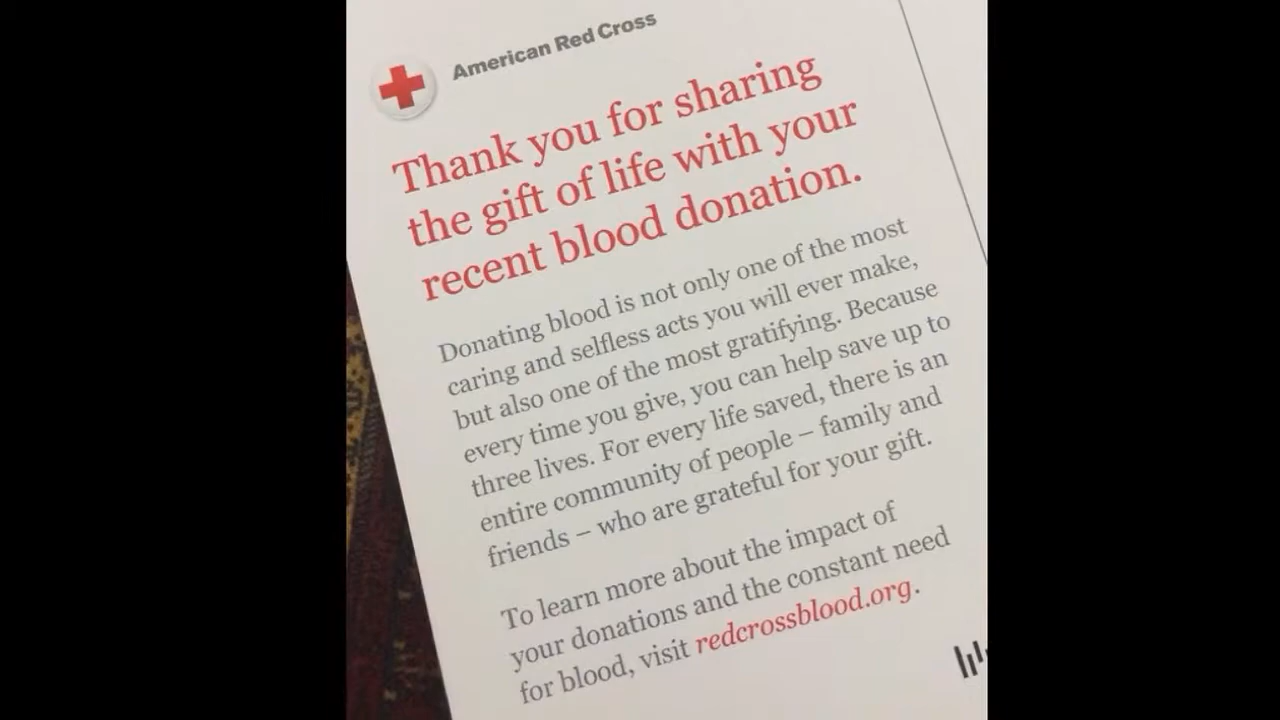 American Red Cross
Thank you for sharing
the gift of life with your
recent blood donation.
Donating blood is not only one of the most
caring and selfless acts you will ever make,
but also one of the most gratifying. Because
every time you give, you can help save up to
three lives. For every life saved, there is an
entire community of people – family and
friends – who are grateful for your gift.
To learn more about the impact of
your donations and the constant need
for blood, visit redcrossblood.org.